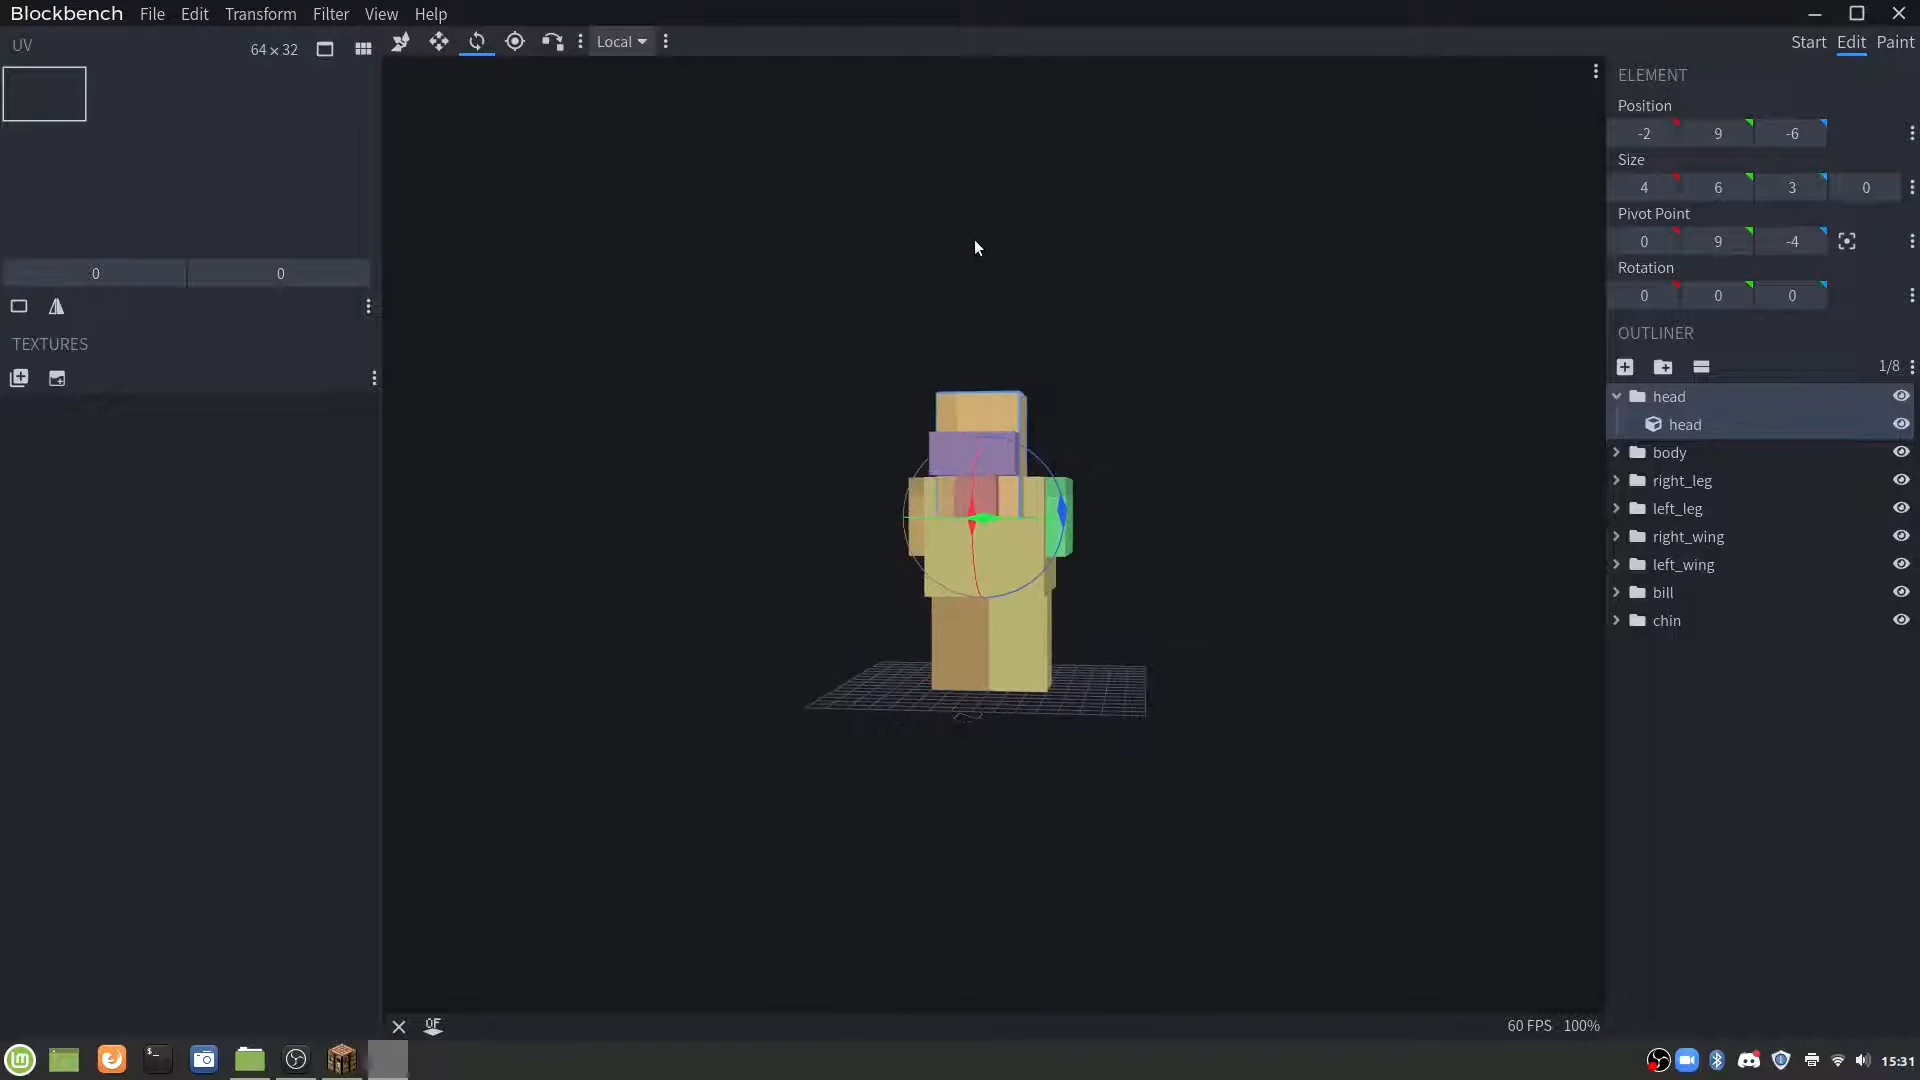 Blockbench File Edit Transform Filter View Help
UV 64 × 32 Local Start Edit Paint
ELEMENT
Position
-2 9 -6
Size
4 6 3 0
Pivot Point
0 9 -4
Rotation
0 0 0
0 0
TEXTURES
OUTLINER
1/8
head
head
body
right_leg
left_leg
right_wing
left_wing
bill
chin
OF 60 FPS 100%
15:31